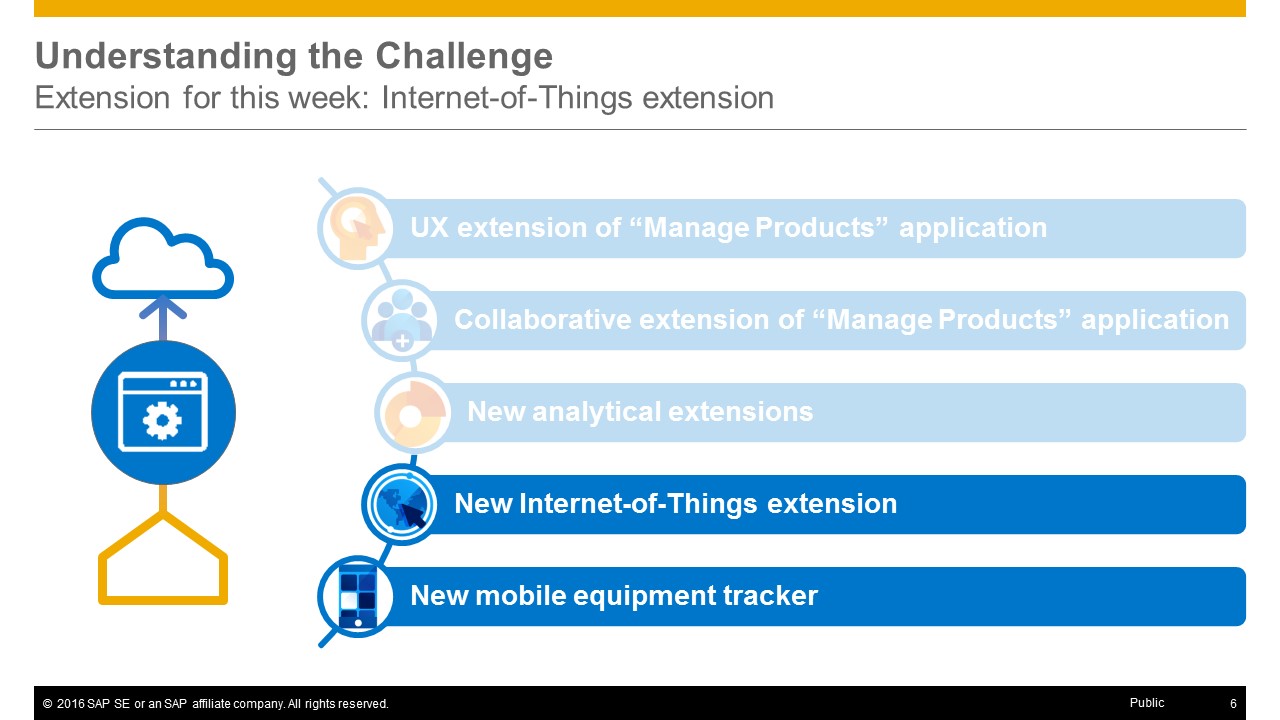 Understanding the Challenge
Extension for this week: Internet-of-Things extension
UX extension of “Manage Products” application
Collaborative extension of “Manage Products” application
New analytical extensions
New Internet-of-Things extension
New mobile equipment tracker
© 2016 SAP SE or an SAP affiliate company. All rights reserved.
Public
6